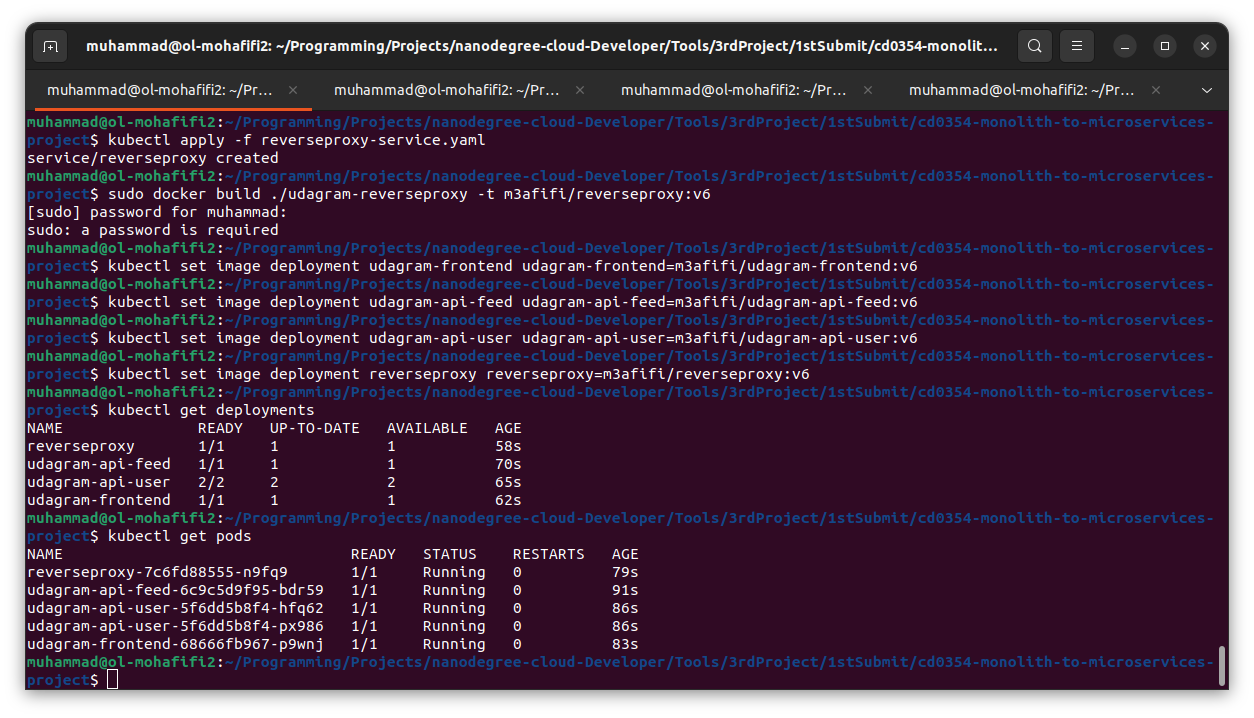 muhammad@ol-mohafifi2: ~/Programming/Projects/nanodegree-cloud-Developer/Tools/3rdProject/1stSubmit/cd0354-monolit…
muhammad@ol-mohafifi2: ~/Pr… × muhammad@ol-mohafifi2: ~/Pr… × muhammad@ol-mohafifi2: ~/Pr… × muhammad@ol-mohafifi2: ~/Pr… ×
muhammad@ol-mohafifi2:~/Programming/Projects/nanodegree-cloud-Developer/Tools/3rdProject/1stSubmit/cd0354-monolith-to-microservices-
project$ kubectl apply -f reverseproxy-service.yaml
service/reverseproxy created
muhammad@ol-mohafifi2:~/Programming/Projects/nanodegree-cloud-Developer/Tools/3rdProject/1stSubmit/cd0354-monolith-to-microservices-
project$ sudo docker build ./udagram-reverseproxy -t m3afifi/reverseproxy:v6
[sudo] password for muhammad:
sudo: a password is required
muhammad@ol-mohafifi2:~/Programming/Projects/nanodegree-cloud-Developer/Tools/3rdProject/1stSubmit/cd0354-monolith-to-microservices-
project$ kubectl set image deployment udagram-frontend udagram-frontend=m3afifi/udagram-frontend:v6
muhammad@ol-mohafifi2:~/Programming/Projects/nanodegree-cloud-Developer/Tools/3rdProject/1stSubmit/cd0354-monolith-to-microservices-
project$ kubectl set image deployment udagram-api-feed udagram-api-feed=m3afifi/udagram-api-feed:v6
muhammad@ol-mohafifi2:~/Programming/Projects/nanodegree-cloud-Developer/Tools/3rdProject/1stSubmit/cd0354-monolith-to-microservices-
project$ kubectl set image deployment udagram-api-user udagram-api-user=m3afifi/udagram-api-user:v6
muhammad@ol-mohafifi2:~/Programming/Projects/nanodegree-cloud-Developer/Tools/3rdProject/1stSubmit/cd0354-monolith-to-microservices-
project$ kubectl set image deployment reverseproxy reverseproxy=m3afifi/reverseproxy:v6
muhammad@ol-mohafifi2:~/Programming/Projects/nanodegree-cloud-Developer/Tools/3rdProject/1stSubmit/cd0354-monolith-to-microservices-
project$ kubectl get deployments
NAME READY UP-TO-DATE AVAILABLE AGE
reverseproxy 1/1 1 1 58s
udagram-api-feed 1/1 1 1 70s
udagram-api-user 2/2 2 2 65s
udagram-frontend 1/1 1 1 62s
muhammad@ol-mohafifi2:~/Programming/Projects/nanodegree-cloud-Developer/Tools/3rdProject/1stSubmit/cd0354-monolith-to-microservices-
project$ kubectl get pods
NAME READY STATUS RESTARTS AGE
reverseproxy-7c6fd88555-n9fq9 1/1 Running 0 79s
udagram-api-feed-6c9c5d9f95-bdr59 1/1 Running 0 91s
udagram-api-user-5f6dd5b8f4-hfq62 1/1 Running 0 86s
udagram-api-user-5f6dd5b8f4-px986 1/1 Running 0 86s
udagram-frontend-68666fb967-p9wnj 1/1 Running 0 83s
muhammad@ol-mohafifi2:~/Programming/Projects/nanodegree-cloud-Developer/Tools/3rdProject/1stSubmit/cd0354-monolith-to-microservices-
project$